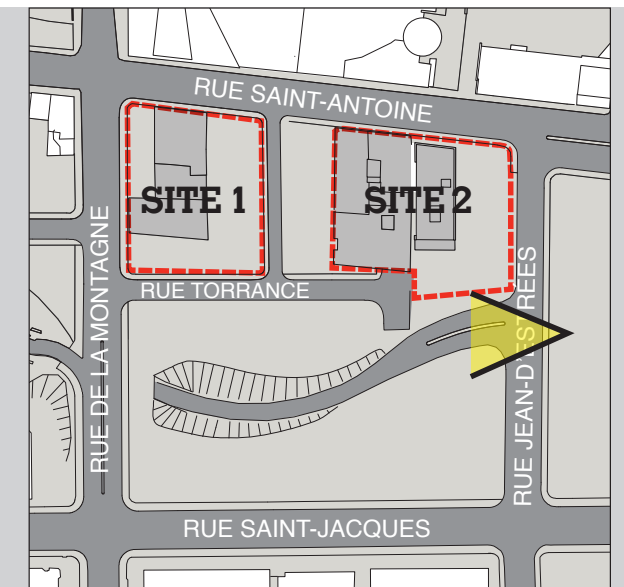 RUE SAINT-ANTOINE
SITE 1
SITE 2
RUE DE LA MONTAGNE
RUE TORRANCE
RUE JEAN-D'ESTRÉES
RUE SAINT-JACQUES